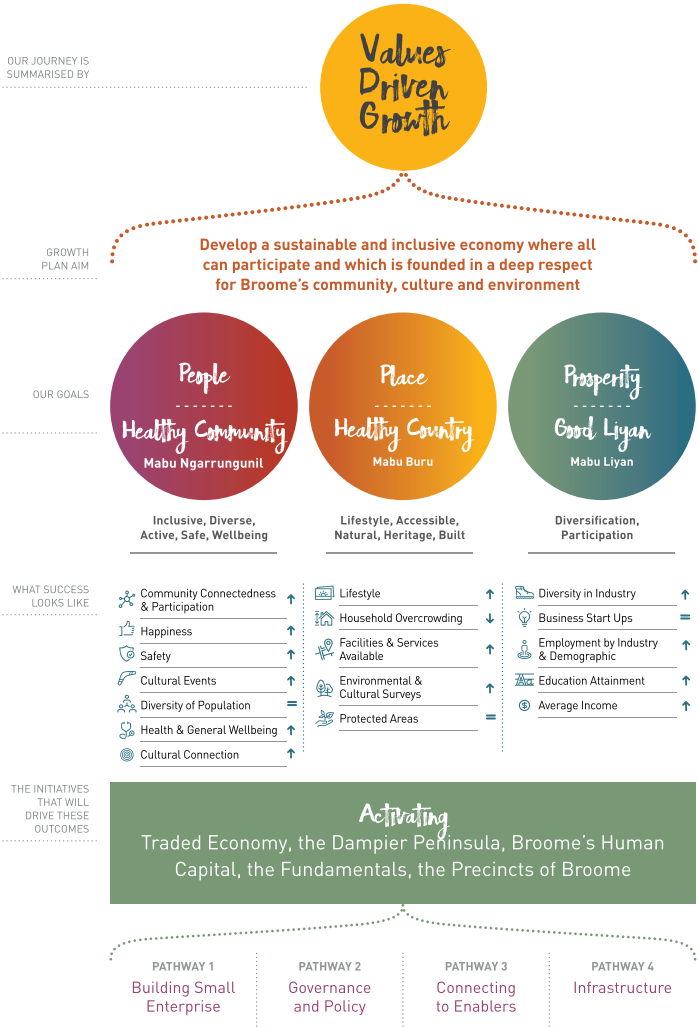 OUR JOURNEY IS
SUMMARISED BY
Values
Driven
Growth
GROWTH
PLAN AIM
Develop a sustainable and inclusive economy where all
can participate and which is founded in a deep respect
for Broome's community, culture and environment
OUR GOALS
People
Healthy Community
Mabu Ngarrungunil
Place
Healthy Country
Mabu Buru
Prosperity
Good Liyan
Mabu Liyan
Inclusive, Diverse,
Active, Safe, Wellbeing
Lifestyle, Accessible,
Natural, Heritage, Built
Diversification,
Participation
WHAT SUCCESS
LOOKS LIKE
Community Connectedness
& Participation
Happiness
Safety
Cultural Events
Diversity of Population
Health & General Wellbeing
Cultural Connection
Lifestyle
Household Overcrowding
Facilities & Services
Available
Environmental &
Cultural Surveys
Protected Areas
Diversity in Industry
Business Start Ups
Employment by Industry
& Demographic
Education Attainment
Average Income
THE INITIATIVES
THAT WILL
DRIVE THESE
OUTCOMES
Activating
Traded Economy, the Dampier Peninsula, Broome's Human
Capital, the Fundamentals, the Precincts of Broome
PATHWAY 1
Building Small
Enterprise
PATHWAY 2
Governance
and Policy
PATHWAY 3
Connecting
to Enablers
PATHWAY 4
Infrastructure